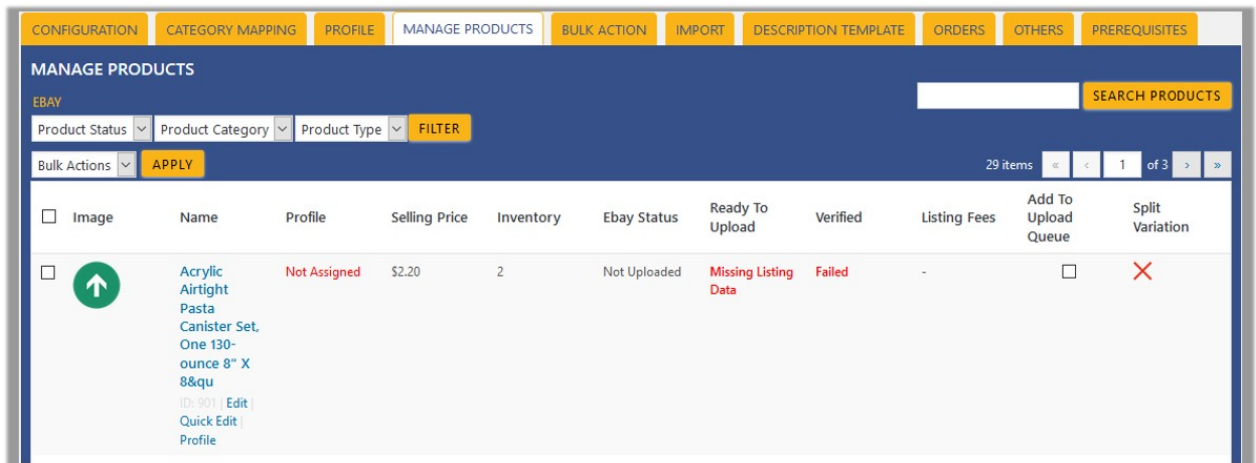 CONFIGURATION CATEGORY MAPPING PROFILE MANAGE PRODUCTS BULK ACTION IMPORT DESCRIPTION TEMPLATE ORDERS OTHERS PREREQUISITES
MANAGE PRODUCTS
EBAY
SEARCH PRODUCTS
Product Status Product Category Product Type FILTER
Bulk Actions APPLY 29 items « ‹ 1 of 3 › »
Image Name Profile Selling Price Inventory Ebay Status Ready To Upload Verified Listing Fees Add To Upload Queue Split Variation
Acrylic Not Assigned $2.20 2 Not Uploaded Missing Listing Data Failed -
Airtight
Pasta
Canister Set,
One 130-
ounce 8" X
8&qu
ID: 901 | Edit |
Quick Edit |
Profile